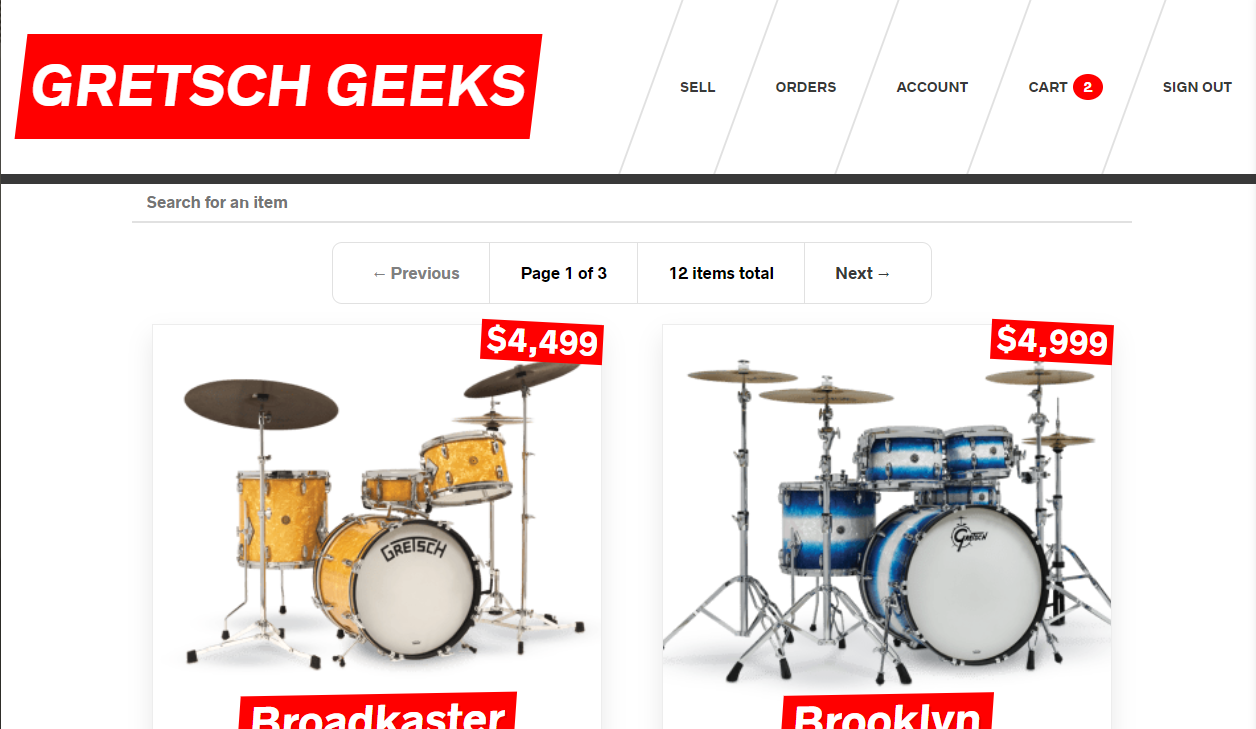 GRETSCH GEEKS
SELL
ORDERS
ACCOUNT
CART 2
SIGN OUT
Search for an item
← Previous
Page 1 of 3
12 items total
Next →
$4,499
$4,999
GRETSCH
GRETSCH
Broadkaster
Brooklyn